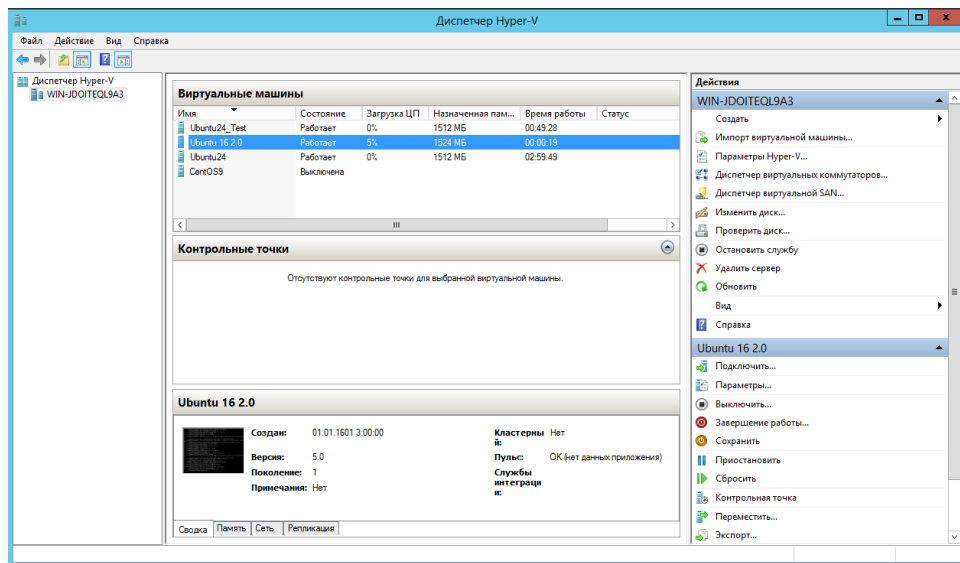 Диспетчер Hyper-V
Файл Действие Вид Справка
Диспетчер Hyper-V
WIN-JDOITEQL9A3
Виртуальные машины
Имя Состояние Загрузка ЦП Назначенная пам... Время работы Статус
Ubuntu24_Test Работает 0% 1512 МБ 00:49:28
Ubuntu 16 2.0 Работает 5% 1524 МБ 00:00:19
Ubuntu24 Работает 0% 1512 МБ 02:59:49
CentOS9 Выключена
Контрольные точки
Отсутствуют контрольные точки для выбранной виртуальной машины.
Ubuntu 16 2.0
Создан: 01.01.1601 3:00:00
Версия: 5.0
Поколение: 1
Примечания: Нет
Кластерны
й: Нет
Пульс: ОК (нет данных приложения)
Службы
интеграци
и:
Сводка Память Сеть Репликация
Действия
WIN-JDOITEQL9A3
Создать
Импорт виртуальной машины...
Параметры Hyper-V...
Диспетчер виртуальных коммутаторов...
Диспетчер виртуальной SAN...
Изменить диск...
Проверить диск...
Остановить службу
Удалить сервер
Обновить
Вид
Справка
Ubuntu 16 2.0
Подключить...
Параметры...
Выключить...
Завершение работы...
Сохранить
Приостановить
Сбросить
Контрольная точка
Переместить...
Экспорт...